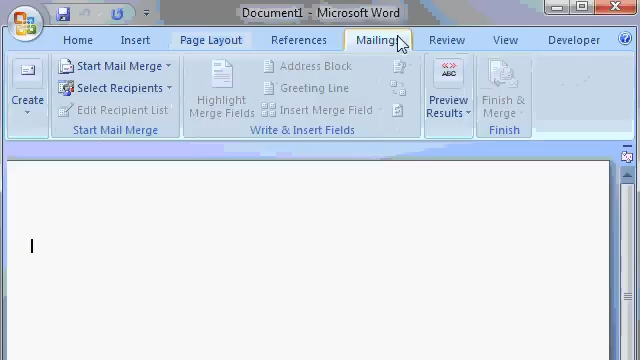 Document1 - Microsoft Word
Home Insert Page Layout References Mailings Review View Developer
Start Mail Merge Address Block
Select Recipients Greeting Line
Edit Recipient List Insert Merge Field
Create Highlight Merge Fields «» ABC Preview Results Finish & Merge
Start Mail Merge Write & Insert Fields Finish